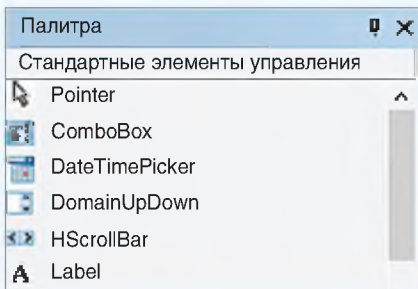 Палитра
Стандартные элементы управления
Pointer
ComboBox
DateTimePicker
DomainUpDown
HScrollBar
Label